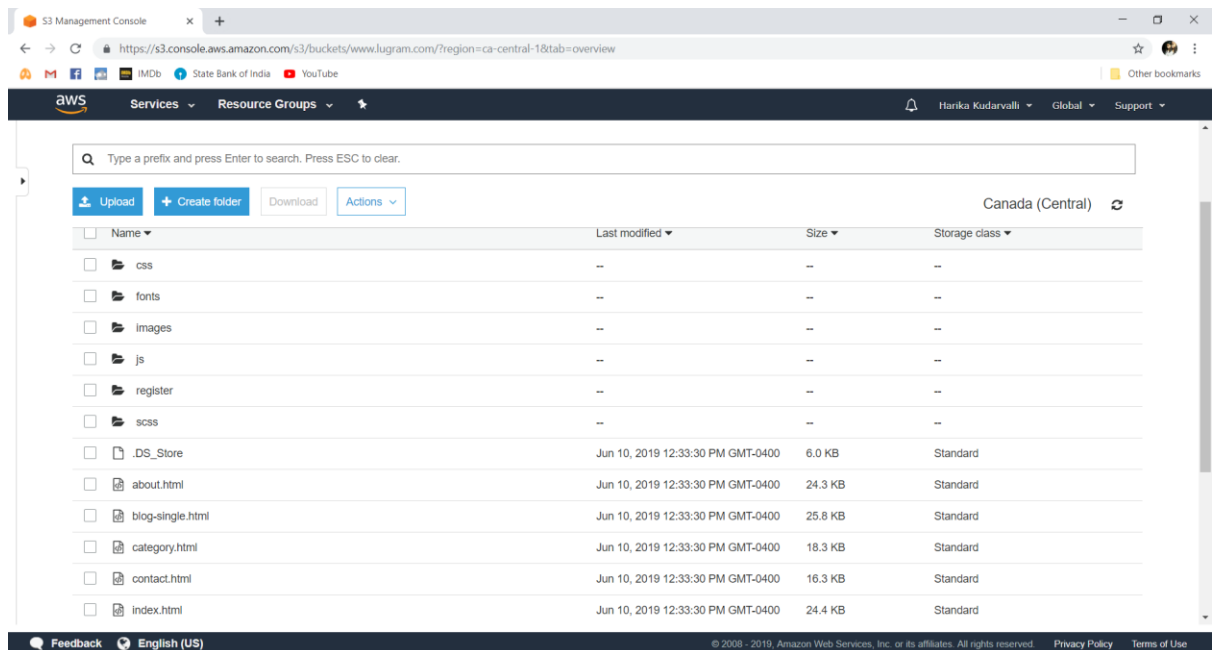 S3 Management Console
https://s3.console.aws.amazon.com/s3/buckets/www.lugram.com/?region=ca-central-1&tab=overview
IMDb State Bank of India YouTube Other bookmarks
aws Services Resource Groups Harika Kudarvalli Global Support
Type a prefix and press Enter to search. Press ESC to clear.
Upload Create folder Download Actions Canada (Central)
Name Last modified Size Storage class
css -- -- --
fonts -- -- --
images -- -- --
js -- -- --
register -- -- --
scss -- -- --
.DS_Store Jun 10, 2019 12:33:30 PM GMT-0400 6.0 KB Standard
about.html Jun 10, 2019 12:33:30 PM GMT-0400 24.3 KB Standard
blog-single.html Jun 10, 2019 12:33:30 PM GMT-0400 25.8 KB Standard
category.html Jun 10, 2019 12:33:30 PM GMT-0400 18.3 KB Standard
contact.html Jun 10, 2019 12:33:30 PM GMT-0400 16.3 KB Standard
index.html Jun 10, 2019 12:33:30 PM GMT-0400 24.4 KB Standard
Feedback English (US) © 2008 - 2019, Amazon Web Services, Inc. or its affiliates. All rights reserved. Privacy Policy Terms of Use